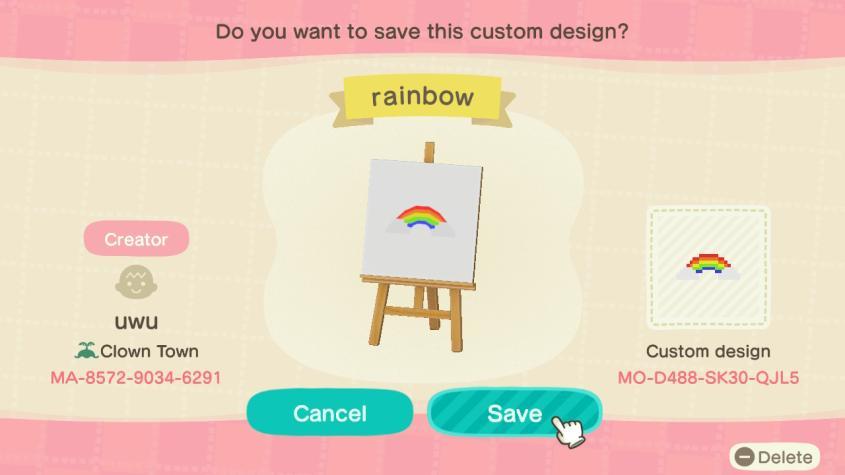 Do you want to save this custom design?
rainbow
Creator
uwu
Clown Town
MA-8572-9034-6291
Custom design
MO-D488-SK30-QJL5
Cancel
Save
Delete